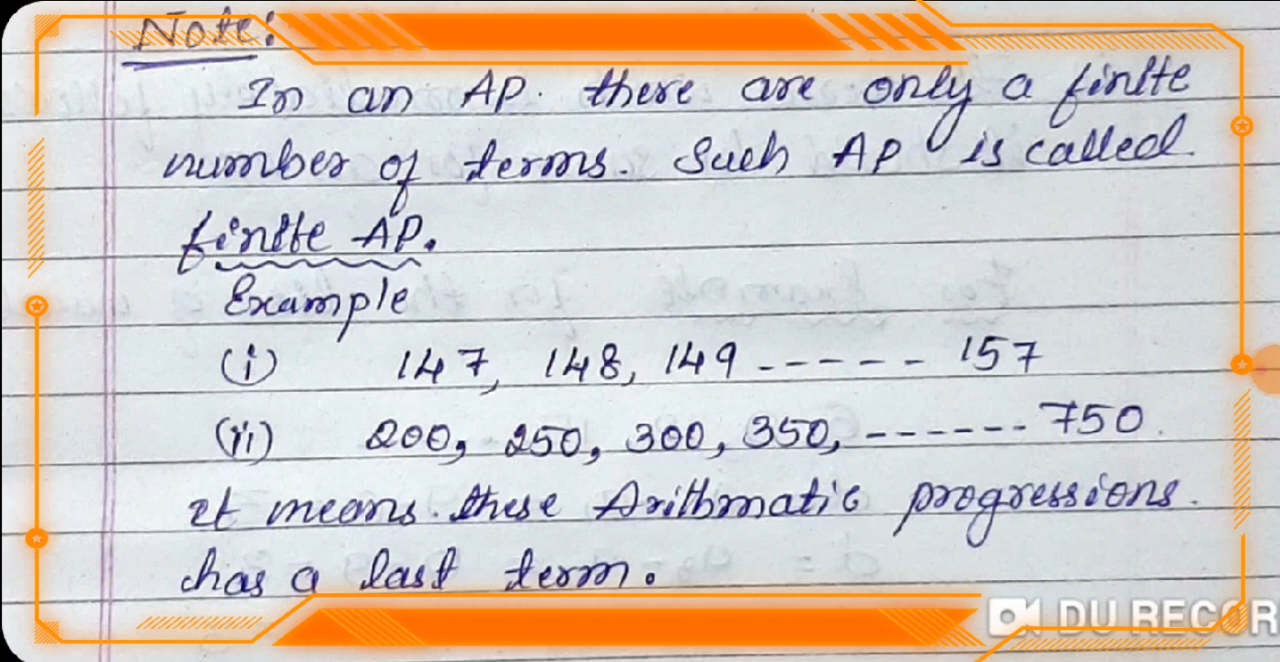 Note:
In an AP. there are only a finite
number of terms. Such AP is called.
finite AP.
Example
(i) 147, 148, 149 ----- 157
(ii) 200, 250, 300, 350, ------ 750.
It means. these Arithmatic progressions.
has a last term.
DU RECOR